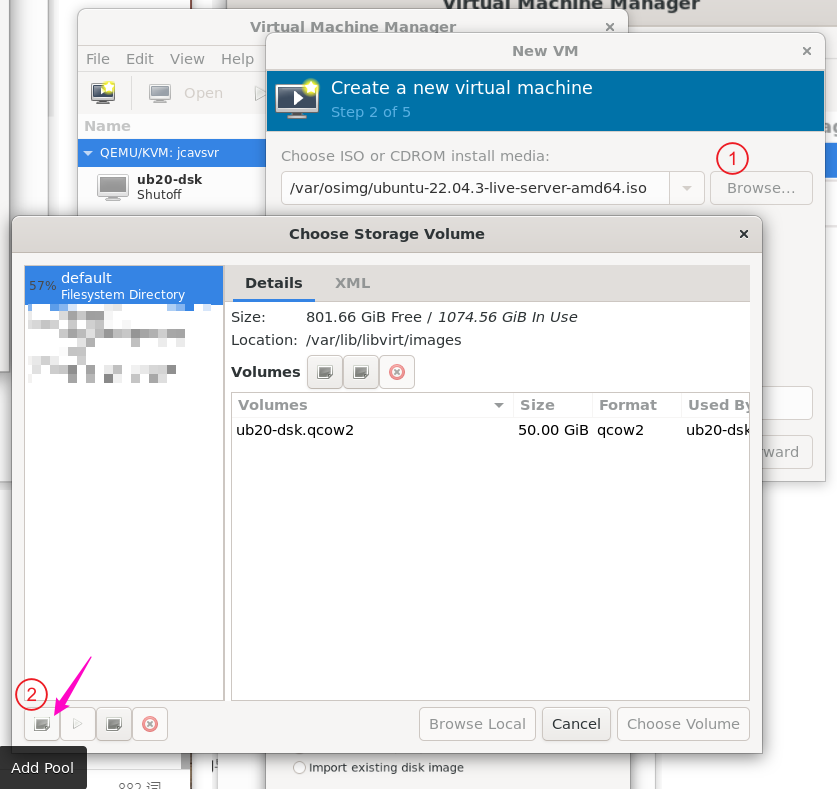 Virtual Machine Manager
Virtual Machine Manager
File Edit View Help
Open
Name
QEMU/KVM: jcavsvr
ub20-dsk
Shutoff
New VM
Create a new virtual machine
Step 2 of 5
Choose ISO or CDROM install media:
1
/var/osimg/ubuntu-22.04.3-live-server-amd64.iso
Browse...
Choose Storage Volume
57%
default
Filesystem Directory
Details XML
Size: 801.66 GiB Free / 1074.56 GiB In Use
Location: /var/lib/libvirt/images
Volumes
Volumes Size Format Used By
ub20-dsk.qcow2 50.00 GiB qcow2 ub20-dsk
ward
2
Browse Local Cancel Choose Volume
Add Pool
Import existing disk image